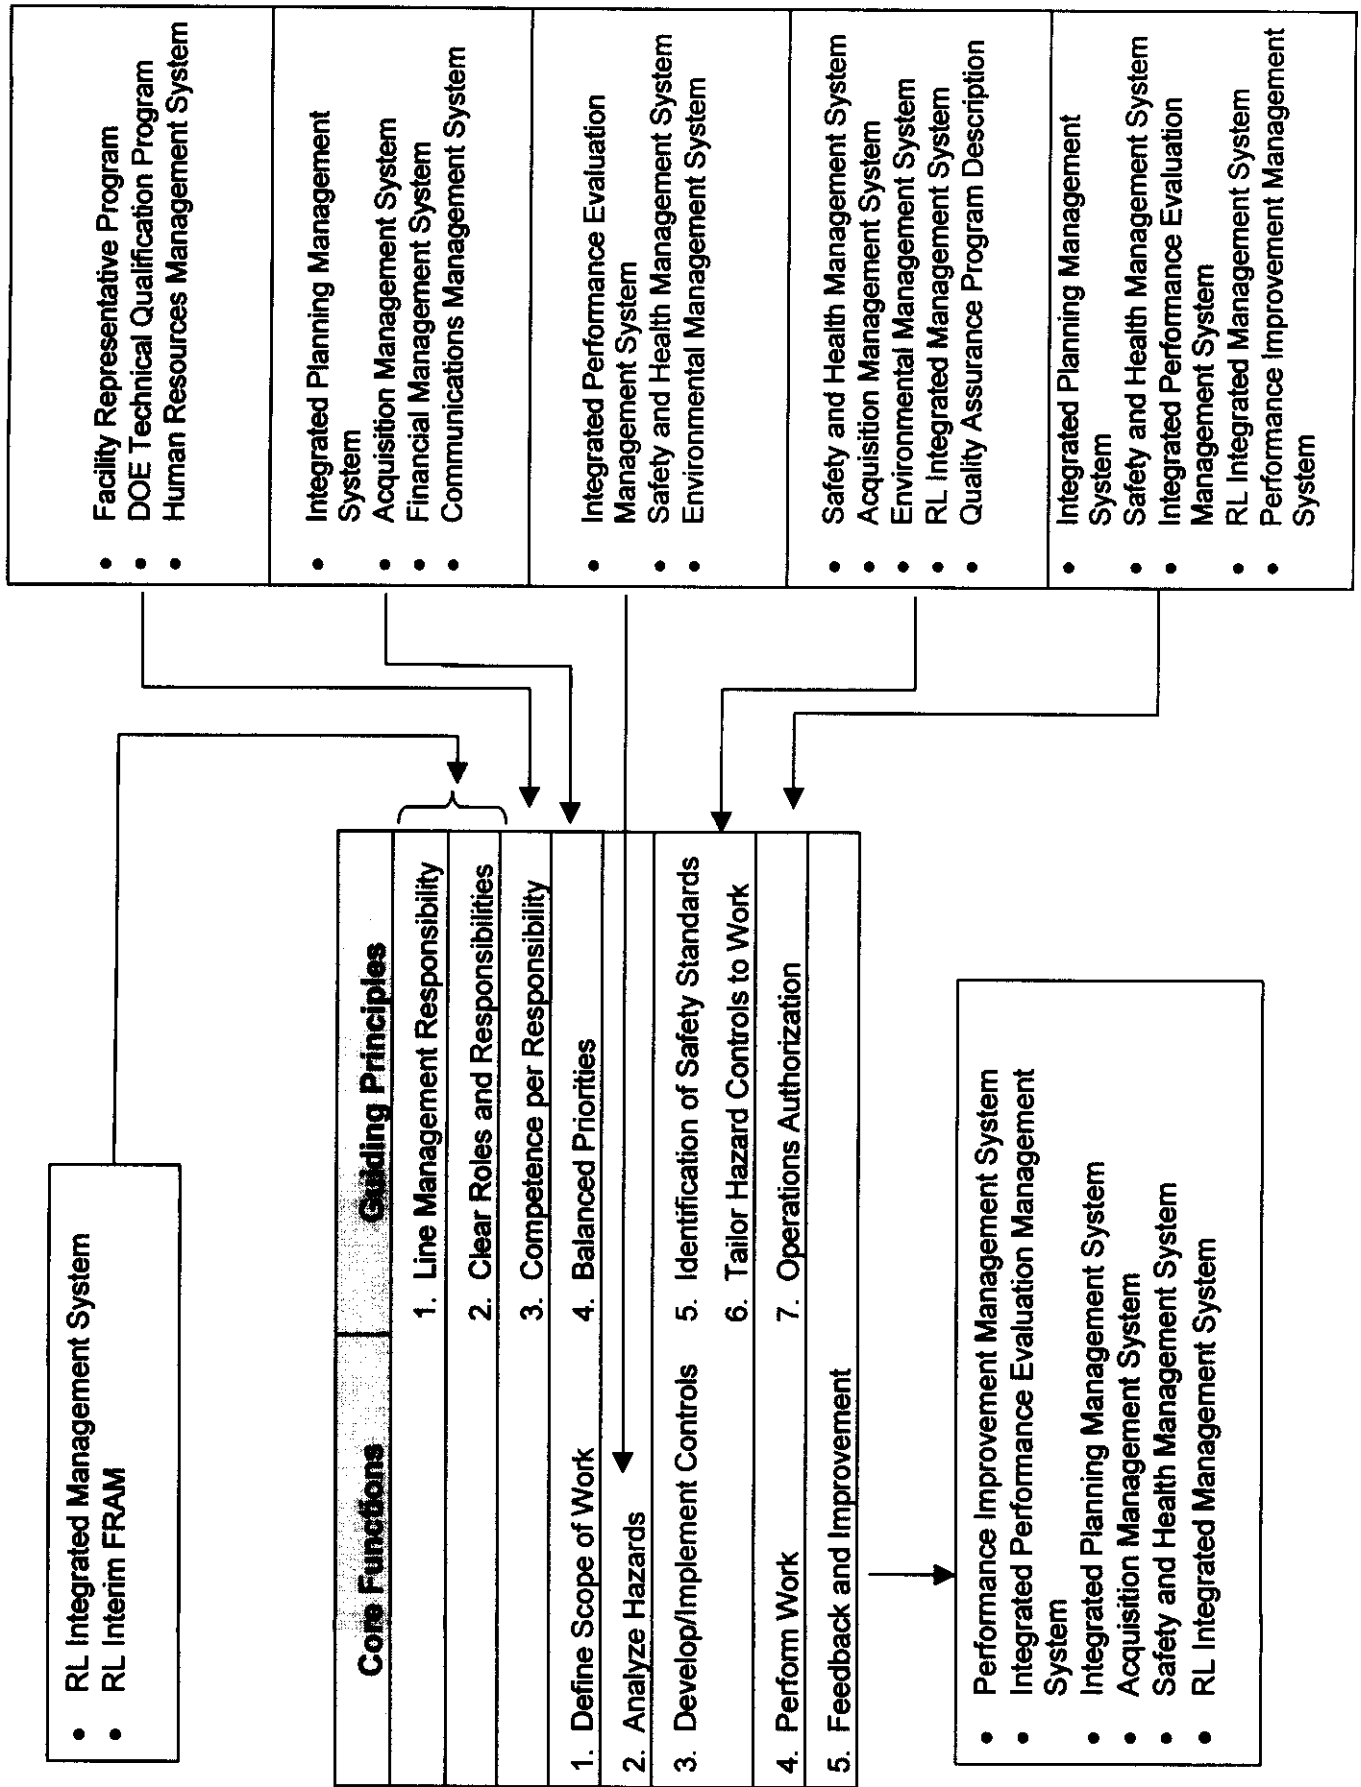 • RL Integrated Management System
• RL Interim FRAM
Core Functions
Guiding Principles
1. Line Management Responsibility
2. Clear Roles and Responsibilities
3. Competence per Responsibility
1. Define Scope of Work
4. Balanced Priorities
2. Analyze Hazards
3. Develop/Implement Controls
5. Identification of Safety Standards
6. Tailor Hazard Controls to Work
4. Perform Work
7. Operations Authorization
5. Feedback and Improvement
• Performance Improvement Management System
• Integrated Performance Evaluation Management
System
• Integrated Planning Management System
• Acquisition Management System
• Safety and Health Management System
• RL Integrated Management System
• Facility Representative Program
• DOE Technical Qualification Program
• Human Resources Management System
• Integrated Planning Management
System
• Acquisition Management System
• Financial Management System
• Communications Management System
• Integrated Performance Evaluation
Management System
• Safety and Health Management System
• Environmental Management System
• Safety and Health Management System
• Acquisition Management System
• Environmental Management System
• RL Integrated Management System
• Quality Assurance Program Description
• Integrated Planning Management
System
• Safety and Health Management System
• Integrated Performance Evaluation
Management System
• RL Integrated Management System
• Performance Improvement Management
System